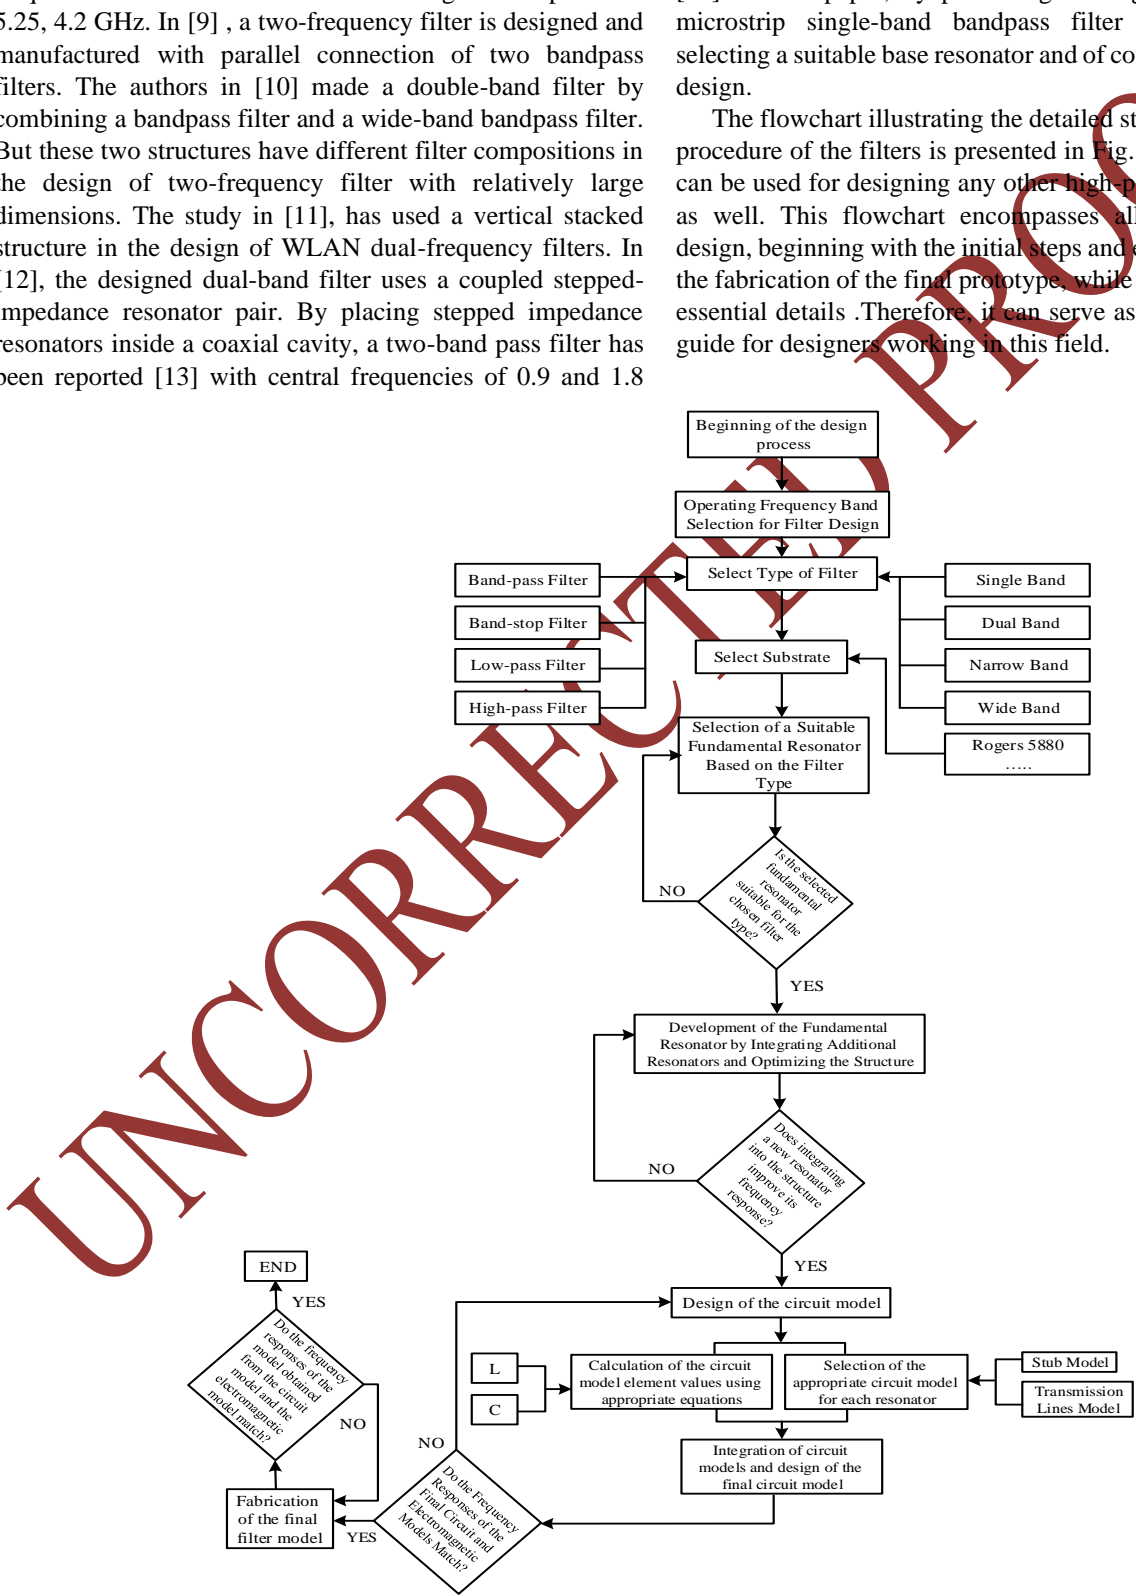 5.25, 4.2 GHz. In [9] , a two-frequency filter is designed and
manufactured with parallel connection of two bandpass
filters. The authors in [10] made a double-band filter by
combining a bandpass filter and a wide-band bandpass filter.
But these two structures have different filter compositions in
the design of two-frequency filter with relatively large
dimensions. The study in [11], has used a vertical stacked
structure in the design of WLAN dual-frequency filters. In
[12], the designed dual-band filter uses a coupled stepped-
impedance resonator pair. By placing stepped impedance
resonators inside a coaxial cavity, a two-band pass filter has
been reported [13] with central frequencies of 0.9 and 1.8
microstrip single-band bandpass filter
selecting a suitable base resonator and of
design.
The flowchart illustrating the detailed
procedure of the filters is presented in Fig.
can be used for designing any other
as well. This flowchart encompasses
design, beginning with the initial steps and
the fabrication of the final prototype, while
essential details .Therefore, it can serve as
guide for designers working in this field.
UNCORRECTED PROO
Beginning of the design
process
Operating Frequency Band
Selection for Filter Design
Select Type of Filter
Band-pass Filter
Band-stop Filter
Low-pass Filter
High-pass Filter
Single Band
Dual Band
Narrow Band
Wide Band
Select Substrate
Rogers 5880
.....
Selection of a Suitable
Fundamental Resonator
Based on the Filter
Type
Is the selected
fundamental
resonator
suitable for the
chosen filter
type?
NO
YES
Development of the Fundamental
Resonator by Integrating Additional
Resonators and Optimizing the Structure
Does integrating
a new resonator
into the structure
improve its
frequency
response?
NO
YES
Design of the circuit model
L
C
Calculation of the circuit
model element values using
appropriate equations
Selection of the
appropriate circuit model
for each resonator
Stub Model
Transmission
Lines Model
Integration of circuit
models and design of the
final circuit model
Do the Frequency
Responses of the
Final Circuit and
Electromagnetic
Models Match?
NO
YES
Fabrication
of the final
filter model
Do the frequency
responses of the
model obtained
from the circuit
model and the
electromagnetic
model match?
NO
YES
END